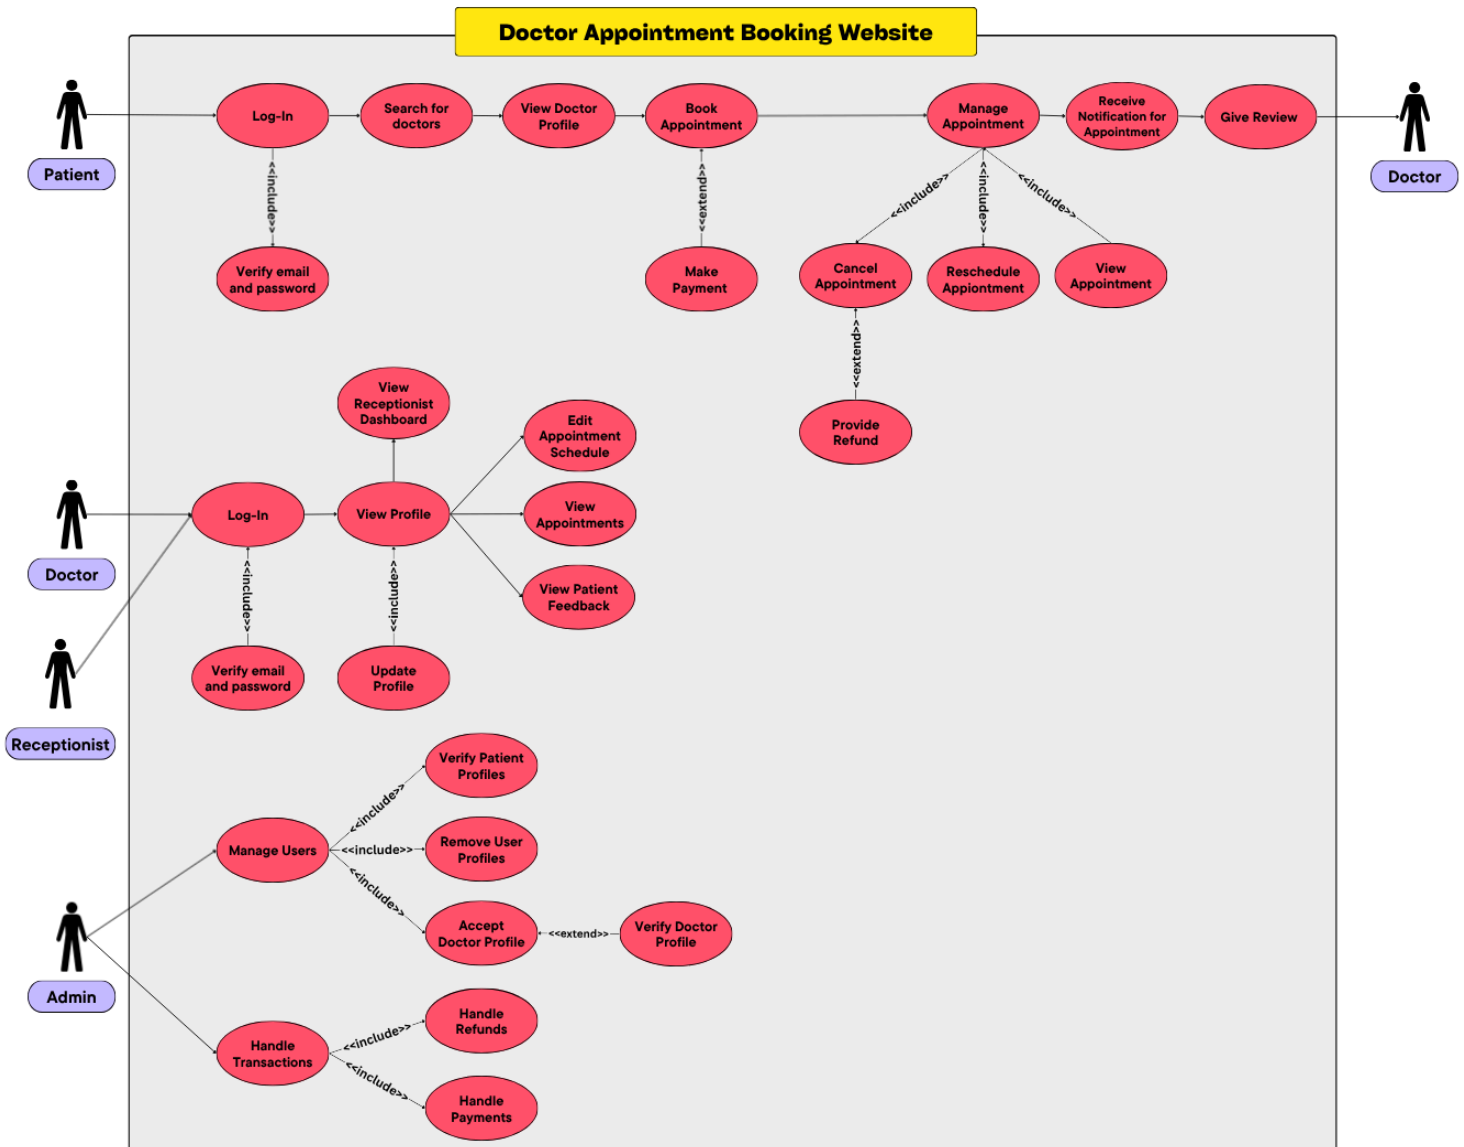 Doctor Appointment Booking Website
Log-In
Search for
doctors
View Doctor
Profile
Book
Appointment
Manage
Appointment
Receive
Notification for
Appointment
Give Review
Patient
Doctor
<<include>>
<<extend>>
<<include>>
<<include>>
<<include>>
Verify email
and password
Make
Payment
Cancel
Appointment
Reschedule
Appiontment
View
Appointment
<<extend>>
Provide
Refund
View
Receptionist
Dashboard
Edit
Appointment
Schedule
Log-In
View Profile
View
Appointments
Doctor
<<include>>
<<include>>
View Patient
Feedback
Verify email
and password
Update
Profile
Receptionist
Verify Patient
Profiles
<<include>>
Manage Users
<<include>>
Remove User
Profiles
<<include>>
Accept
Doctor Profile
<<extend>>
Verify Doctor
Profile
Admin
Handle
Refunds
<<include>>
Handle
Transactions
<<include>>
Handle
Payments